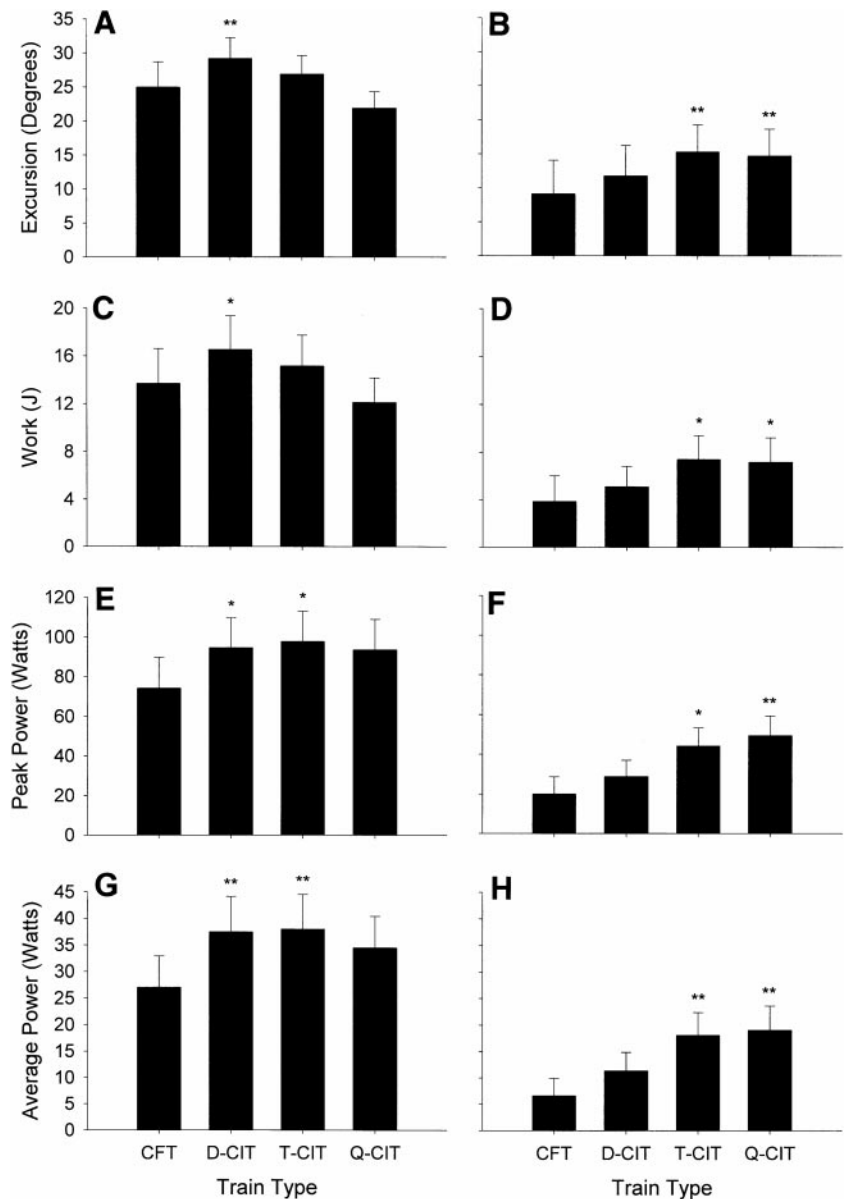 A
B
Excursion (Degrees)
35
30
25
20
15
10
5
0
**
**
**
C
D
Work (J)
20
16
12
8
4
0
*
*
*
E
F
Peak Power (Watts)
120
100
80
60
40
20
0
*
*
*
**
G
H
Average Power (Watts)
45
40
35
30
25
20
15
10
5
0
**
**
**
**
CFT D-CIT T-CIT Q-CIT
CFT D-CIT T-CIT Q-CIT
Train Type
Train Type